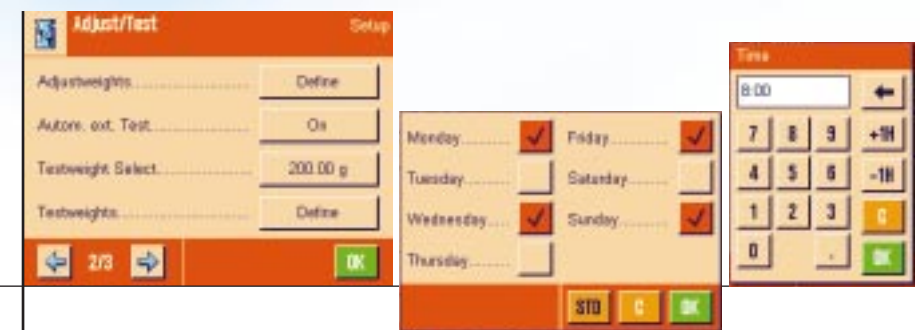 Adjust/Test Setup
Adjustweights................ Define
Autom. ext. Test................ On
Testweight Select................ 200.00 g
Testweights................ Define
2/3 OK
Monday......... Friday.........
Tuesday......... Saturday.........
Wednesday.... Sunday.........
Thursday.........
STD C OK
Time
8:00
7 8 9 +1H
4 5 6 -1H
1 2 3 C
0 . OK